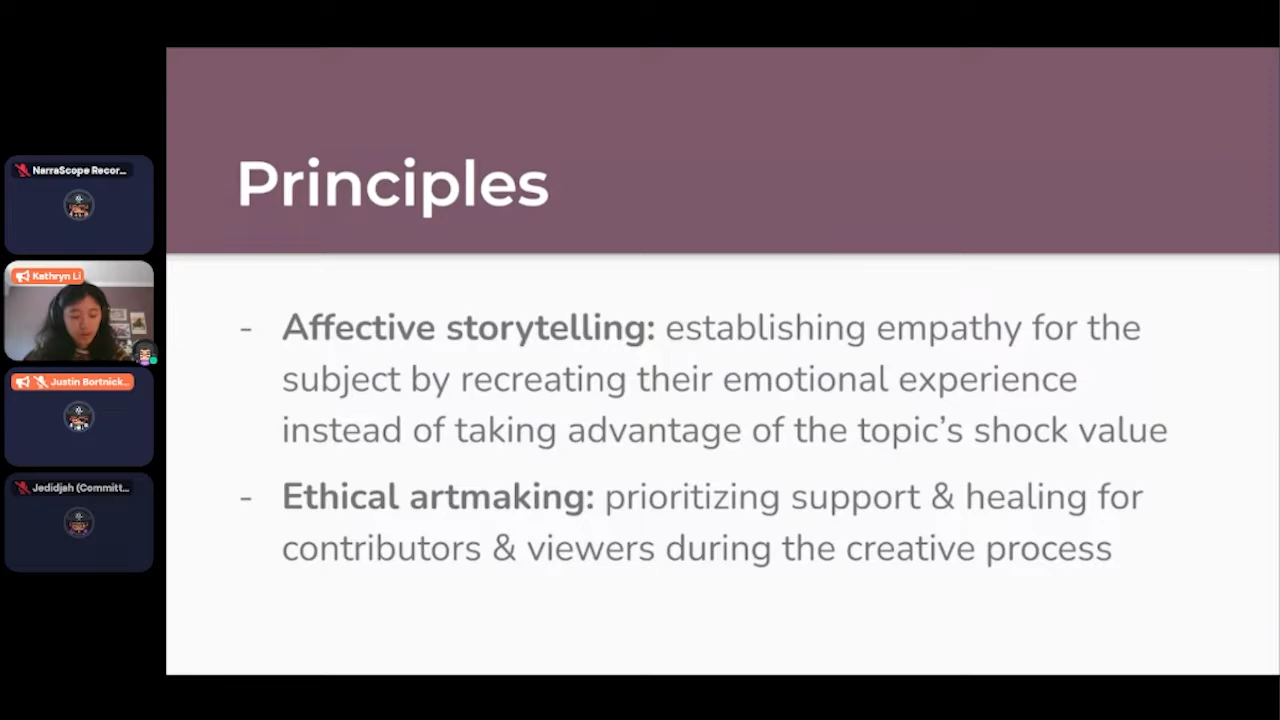 NarraScope Recor...
Kathryn Li
Justin Bortnick...
Jedidjah (Committ...
Principles
- Affective storytelling: establishing empathy for the
subject by recreating their emotional experience
instead of taking advantage of the topic’s shock value
- Ethical artmaking: prioritizing support & healing for
contributors & viewers during the creative process